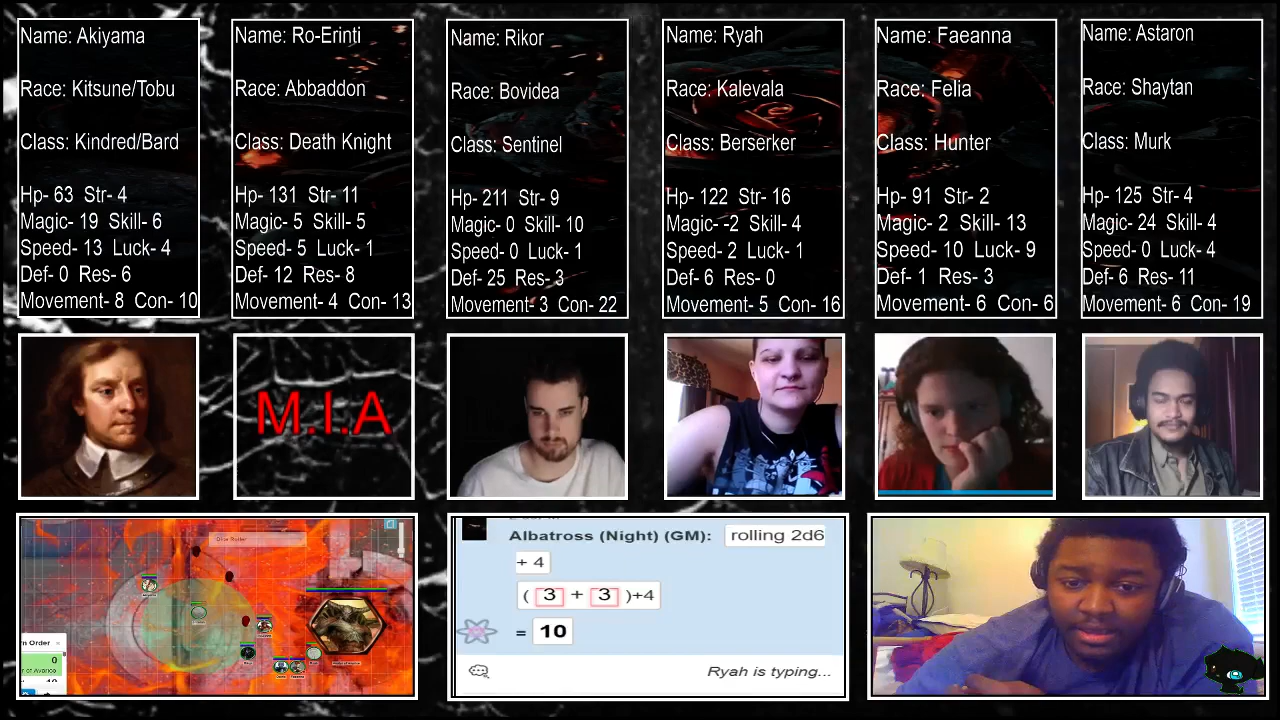 Name: Akiyama
Race: Kitsune/Tobu
Class: Kindred/Bard
Hp- 63 Str- 4
Magic- 19 Skill- 6
Speed- 13 Luck- 4
Def- 0 Res- 6
Movement- 8 Con- 10
Name: Ro-Erinti
Race: Abbaddon
Class: Death Knight
Hp- 131 Str- 11
Magic- 5 Skill- 5
Speed- 5 Luck- 1
Def- 12 Res- 8
Movement- 4 Con- 13
Name: Rikor
Race: Bovidea
Class: Sentinel
Hp- 211 Str- 9
Magic- 0 Skill- 10
Speed- 0 Luck- 1
Def- 25 Res- 3
Movement- 3 Con- 22
Name: Ryah
Race: Kalevala
Class: Berserker
Hp- 122 Str- 16
Magic- -2 Skill- 4
Speed- 2 Luck- 1
Def- 6 Res- 0
Movement- 5 Con- 16
Name: Faeanna
Race: Felia
Class: Hunter
Hp- 91 Str- 2
Magic- 2 Skill- 13
Speed- 10 Luck- 9
Def- 1 Res- 3
Movement- 6 Con- 6
Name: Astaron
Race: Shaytan
Class: Murk
Hp- 125 Str- 4
Magic- 24 Skill- 4
Speed- 0 Luck- 4
Def- 6 Res- 11
Movement- 6 Con- 19
M.I.A
n Order
0
r of Avarice
Albatross (Night) (GM): rolling 2d6
+ 4
( 3 + 3 )+4
= 10
Ryah is typing...